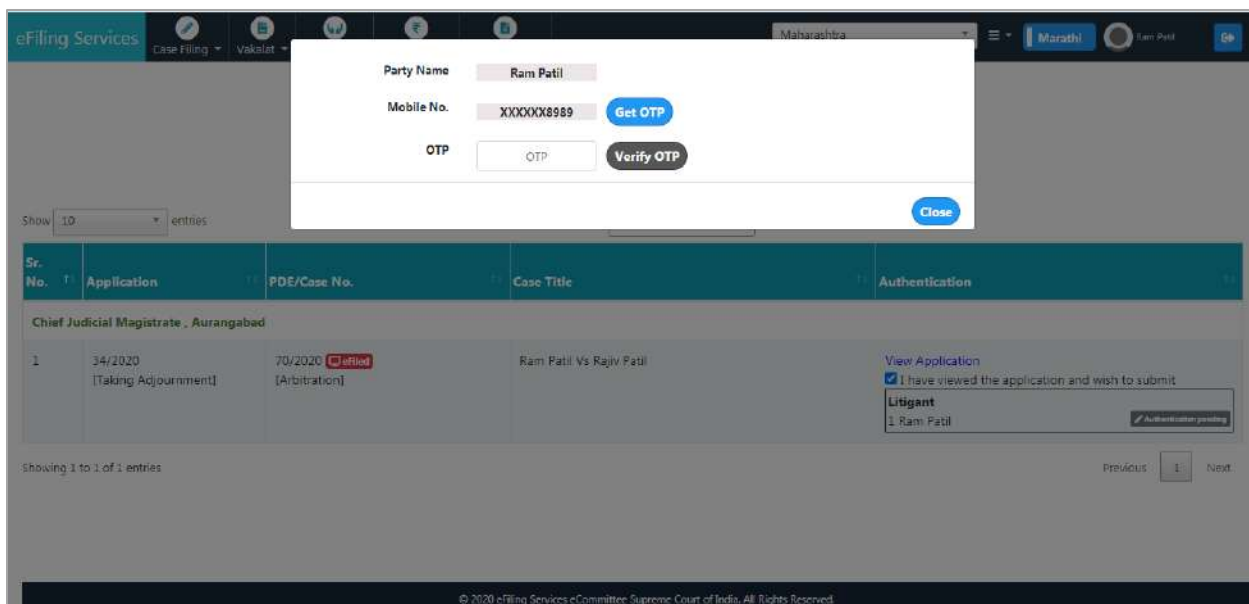 eFiling Services
Case Filing
Vakalat
Maharashtra
Marathi
Ram Patil
Party Name Ram Patil
Mobile No. XXXXXX8989 Get OTP
OTP OTP Verify OTP
Close
Show 10 entries
Sr. No. Application PDE/Case No. Case Title Authentication
Chief Judicial Magistrate , Aurangabad
1 34/2020 70/2020 eFiled Ram Patil Vs Rajiv Patil View Application
[Taking Adjournment] [Arbitration] I have viewed the application and wish to submit
Litigant
1 Ram Patil Authentication pending
Showing 1 to 1 of 1 entries Previous 1 Next
© 2020 eFiling Services eCommittee Supreme Court of India. All Rights Reserved.